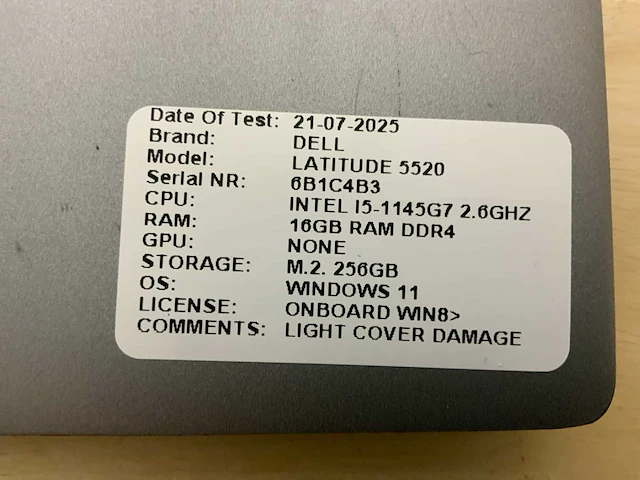 Date Of Test: 21-07-2025
Brand: DELL
Model: LATITUDE 5520
Serial NR: 6B1C4B3
CPU: INTEL I5-1145G7 2.6GHZ
RAM: 16GB RAM DDR4
GPU: NONE
STORAGE: M.2. 256GB
OS: WINDOWS 11
LICENSE: ONBOARD WIN8>
COMMENTS: LIGHT COVER DAMAGE